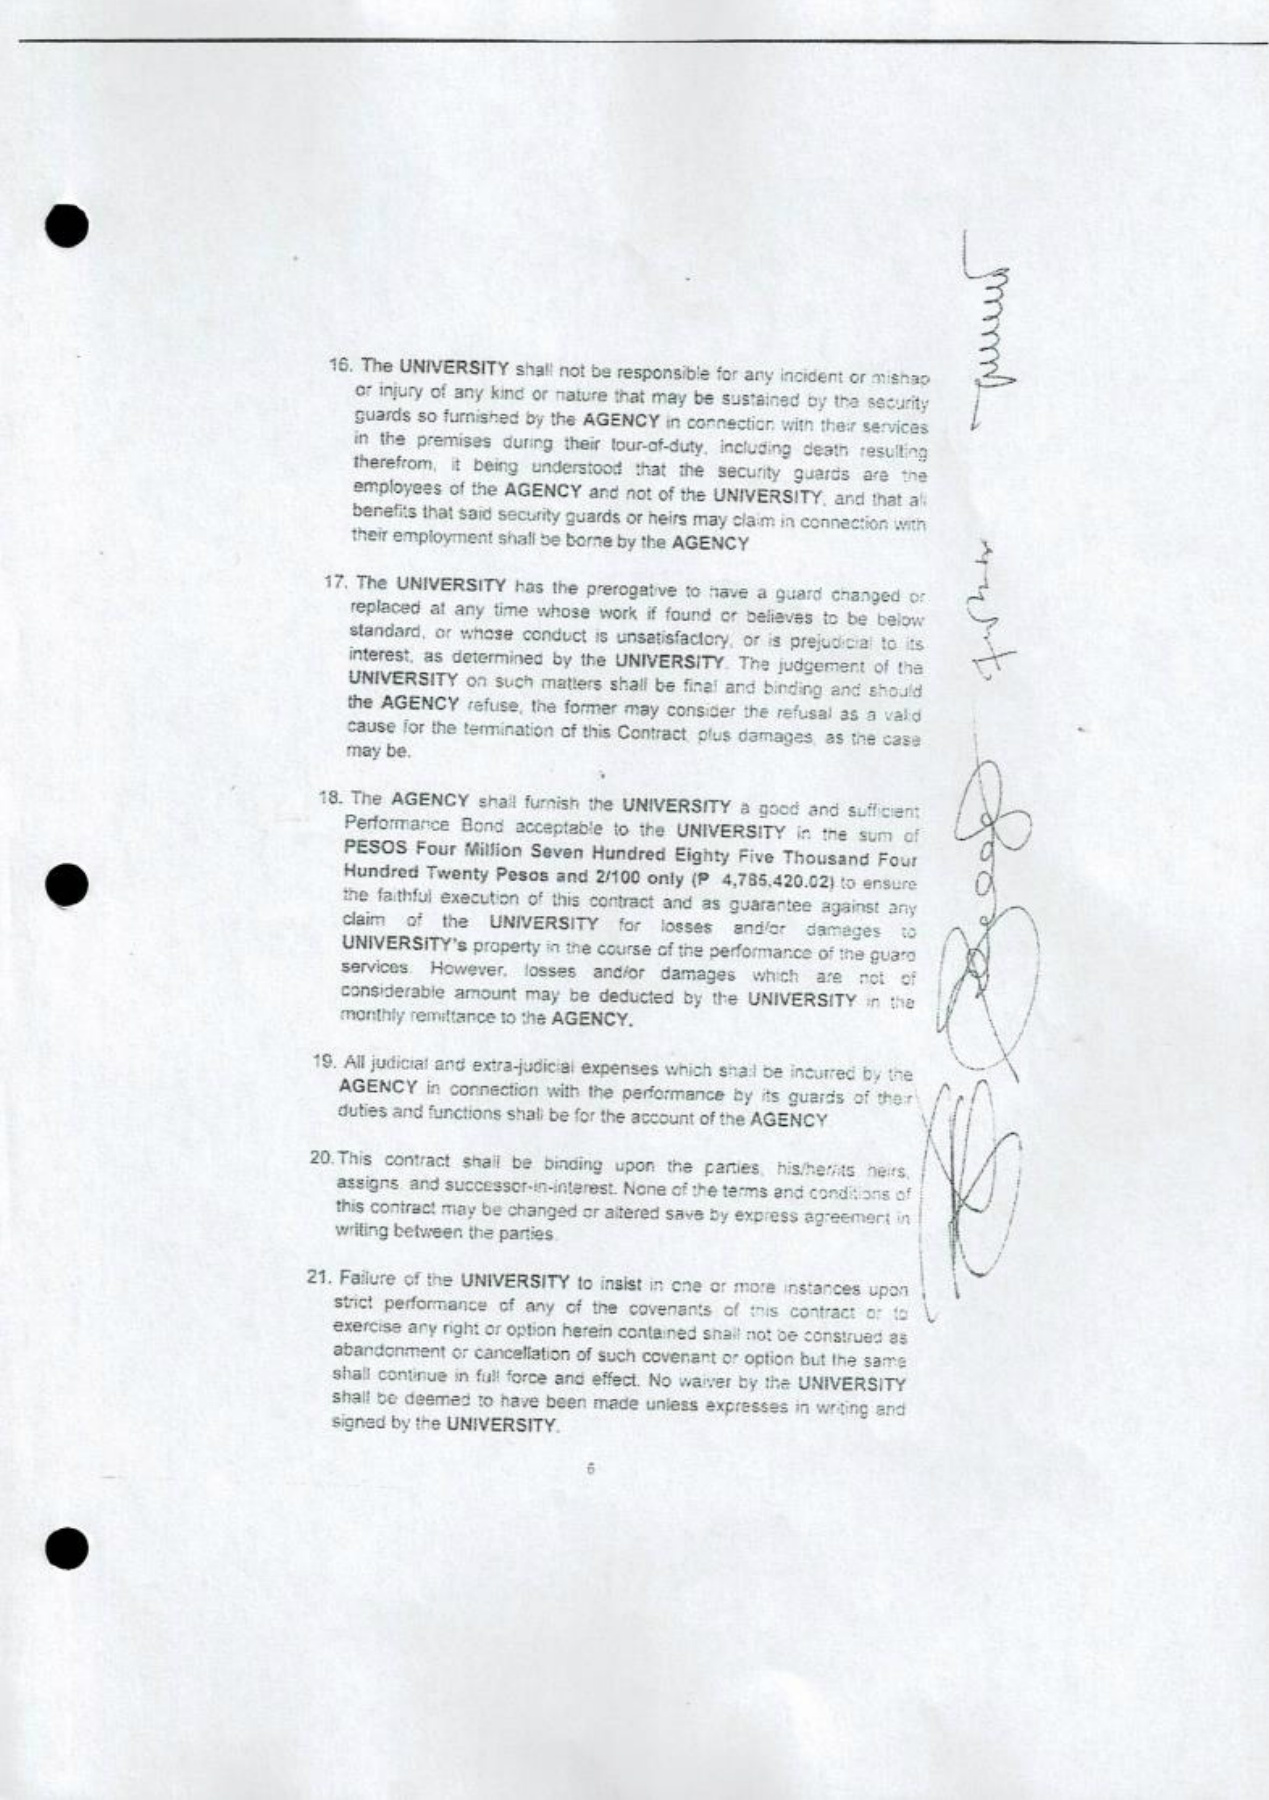 16. The UNIVERSITY shall not be responsible for any incident or mishap
or injury of any kind or nature that may be sustained by the security
guards so furnished by the AGENCY in connection with their services
in the premises during their tour-of-duty, including death resulting
therefrom, it being understood that the security guards are the
employees of the AGENCY and not of the UNIVERSITY, and that all
benefits that said security guards or heirs may claim in connection with
their employment shall be borne by the AGENCY
17. The UNIVERSITY has the prerogative to have a guard changed or
replaced at any time whose work if found or believes to be below
standard, or whose conduct is unsatisfactory, or is prejudicial to its
interest, as determined by the UNIVERSITY. The judgement of the
UNIVERSITY on such matters shall be final and binding and should
the AGENCY refuse, the former may consider the refusal as a valid
cause for the termination of this Contract plus damages, as the case
may be.
18. The AGENCY shall furnish the UNIVERSITY a good and sufficient
Performance Bond acceptable to the UNIVERSITY in the sum of
PESOS Four Million Seven Hundred Eighty Five Thousand Four
Hundred Twenty Pesos and 2/100 only (₱ 4,785,420.02) to ensure
the faithful execution of this contract and as guarantee against any
claim of the UNIVERSITY for losses and/or damages to
UNIVERSITY's property in the course of the performance of the guard
services. However, losses and/or damages which are not of
considerable amount may be deducted by the UNIVERSITY in the
monthly remittance to the AGENCY.
19. All judicial and extra-judicial expenses which shall be incurred by the
AGENCY in connection with the performance by its guards of their
duties and functions shall be for the account of the AGENCY
20. This contract shall be binding upon the parties, his/her/its heirs,
assigns, and successor-in-interest. None of the terms and conditions of
this contract may be changed or altered save by express agreement in
writing between the parties.
21. Failure of the UNIVERSITY to insist in one or more instances upon
strict performance of any of the covenants of this contract or to
exercise any right or option herein contained shall not be construed as
abandonment or cancellation of such covenant or option but the same
shall continue in full force and effect. No waiver by the UNIVERSITY
shall be deemed to have been made unless expresses in writing and
signed by the UNIVERSITY.
6